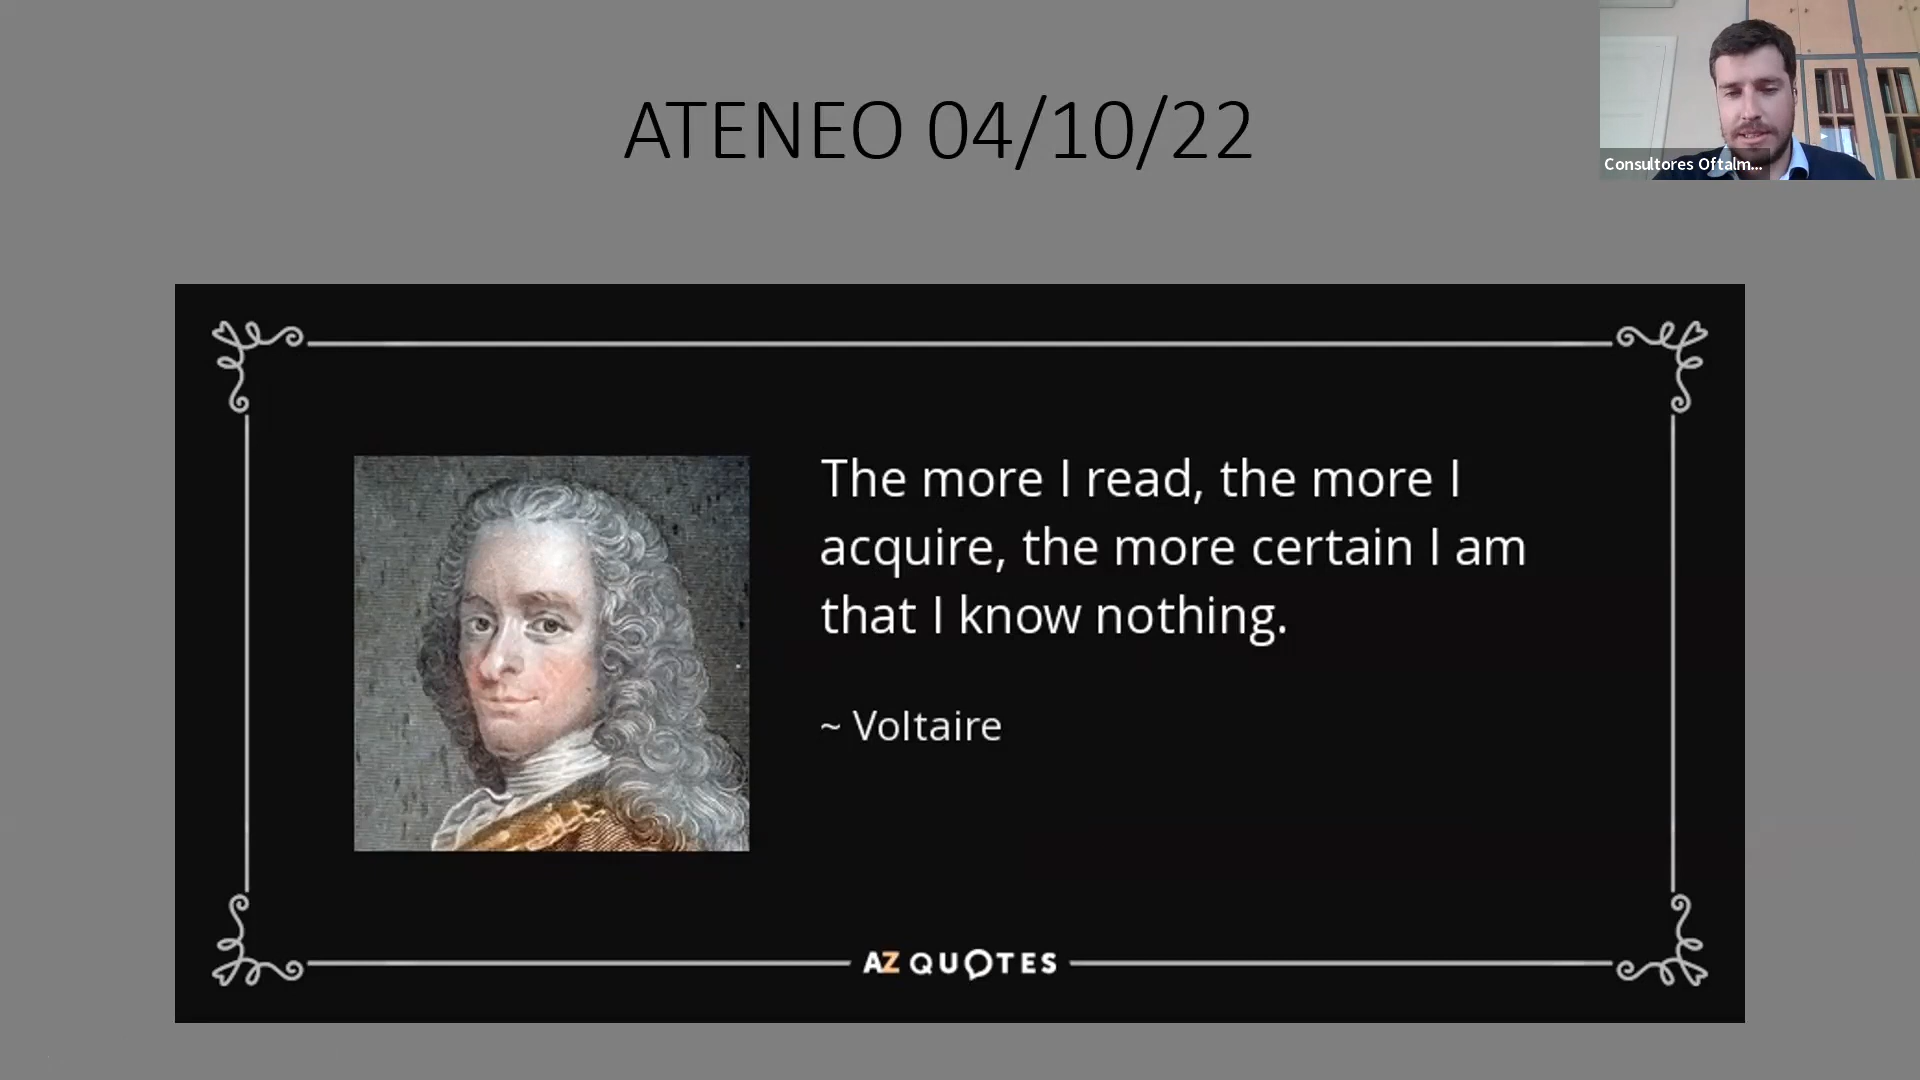 ATENEO 04/10/22
Consultores Oftalm...
The more I read, the more I
acquire, the more certain I am
that I know nothing.
~ Voltaire
AZ QUOTES